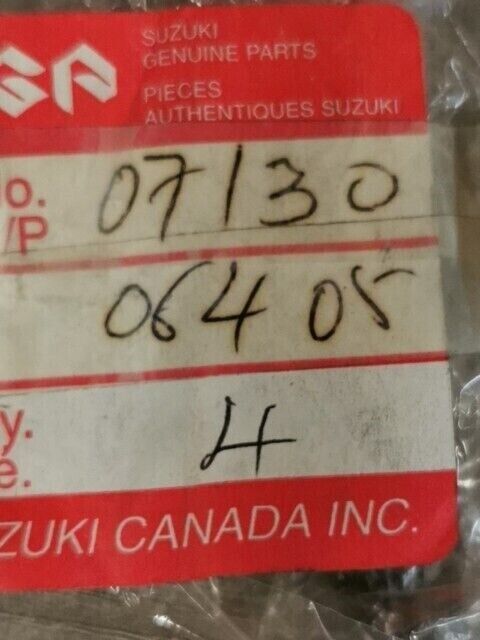 SUZUKI
GENUINE PARTS
PIECES
AUTHENTIQUES SUZUKI
o.
/P
07130
06405
y.
e.
4
ZUKI CANADA INC.